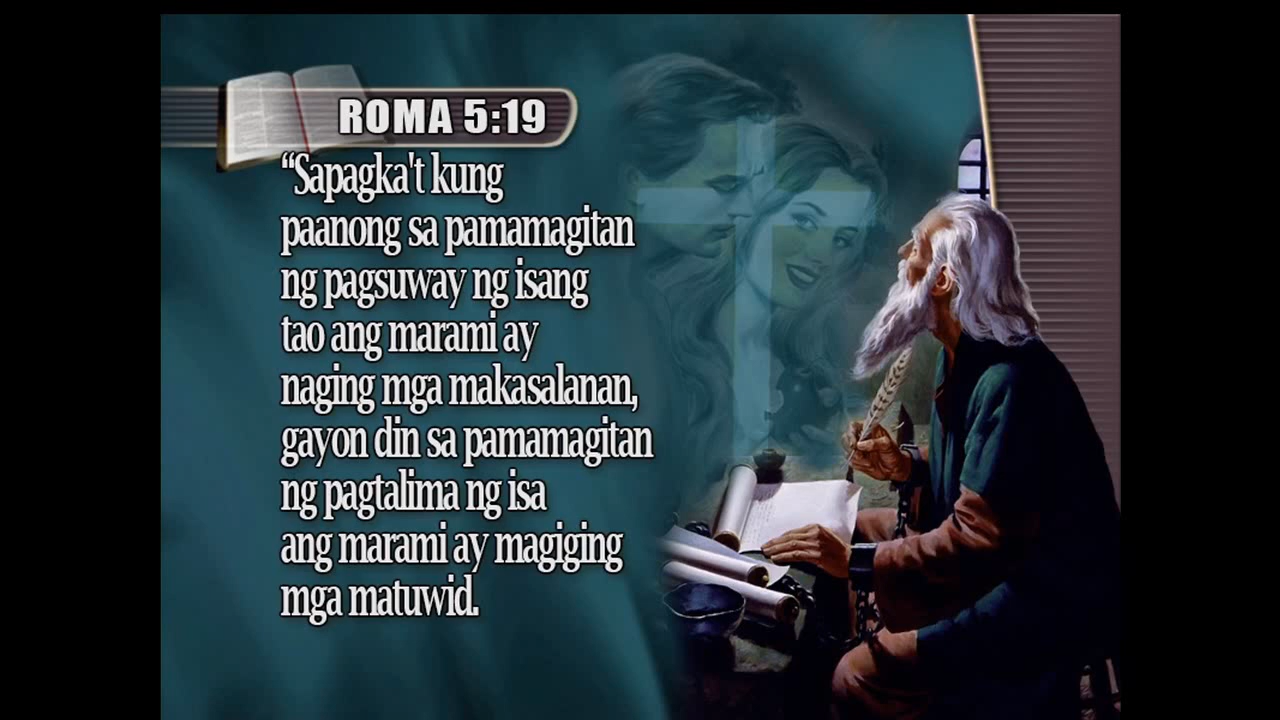 ROMA 5:19
“Sapagka't kung
paanong sa pamamagitan
ng pagsuway ng isang
tao ang marami ay
naging mga makasalanan,
gayon din sa pamamagitan
ng pagtalima ng isa
ang marami ay magiging
mga matuwid.